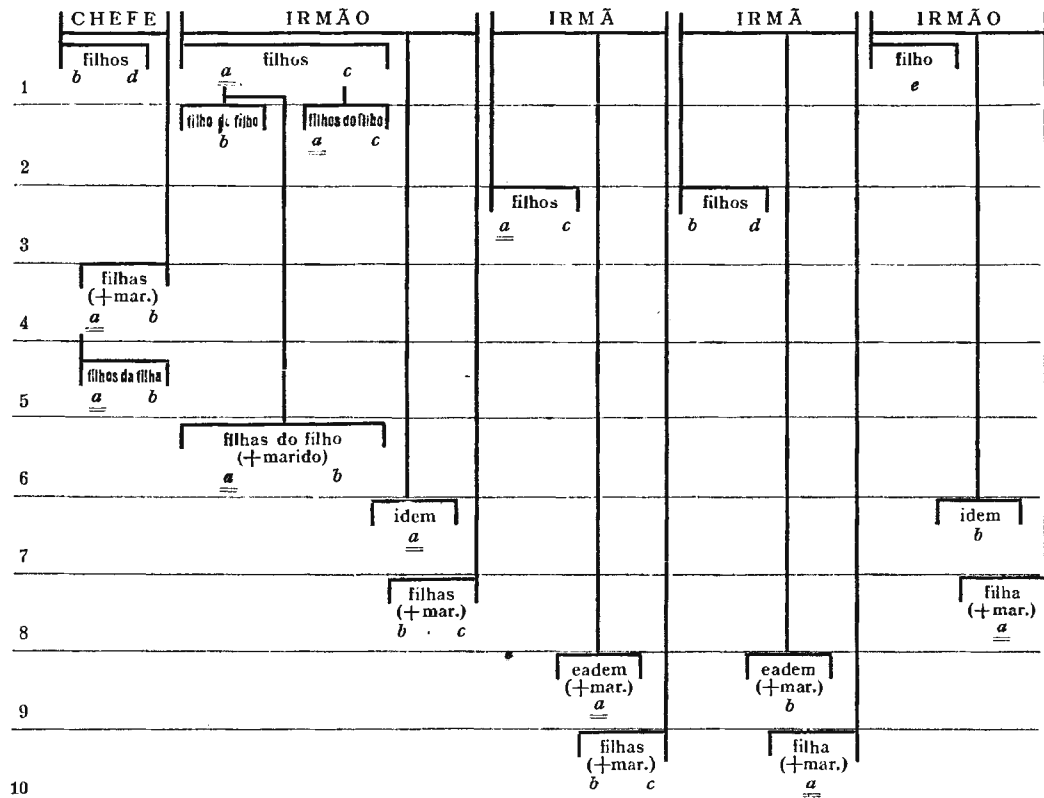 CHEFE IRMÃO IRMÃ IRMÃ IRMÃO
filhos filhos filho
b d a c e
1
filho do filho filhos do filho
b a c
2
filhos filhos
a c b d
3
filhas
(+mar.)
a b
4
filhos da filha
a b
5
filhas do filho
(+marido)
a b
6
idem idem
a b
7
filhas filha
(+mar.) (+mar.)
b c a
8
eadem eadem
(+mar.) (+mar.)
a b
9
filhas filha
(+mar.) (+mar.)
b c a
10